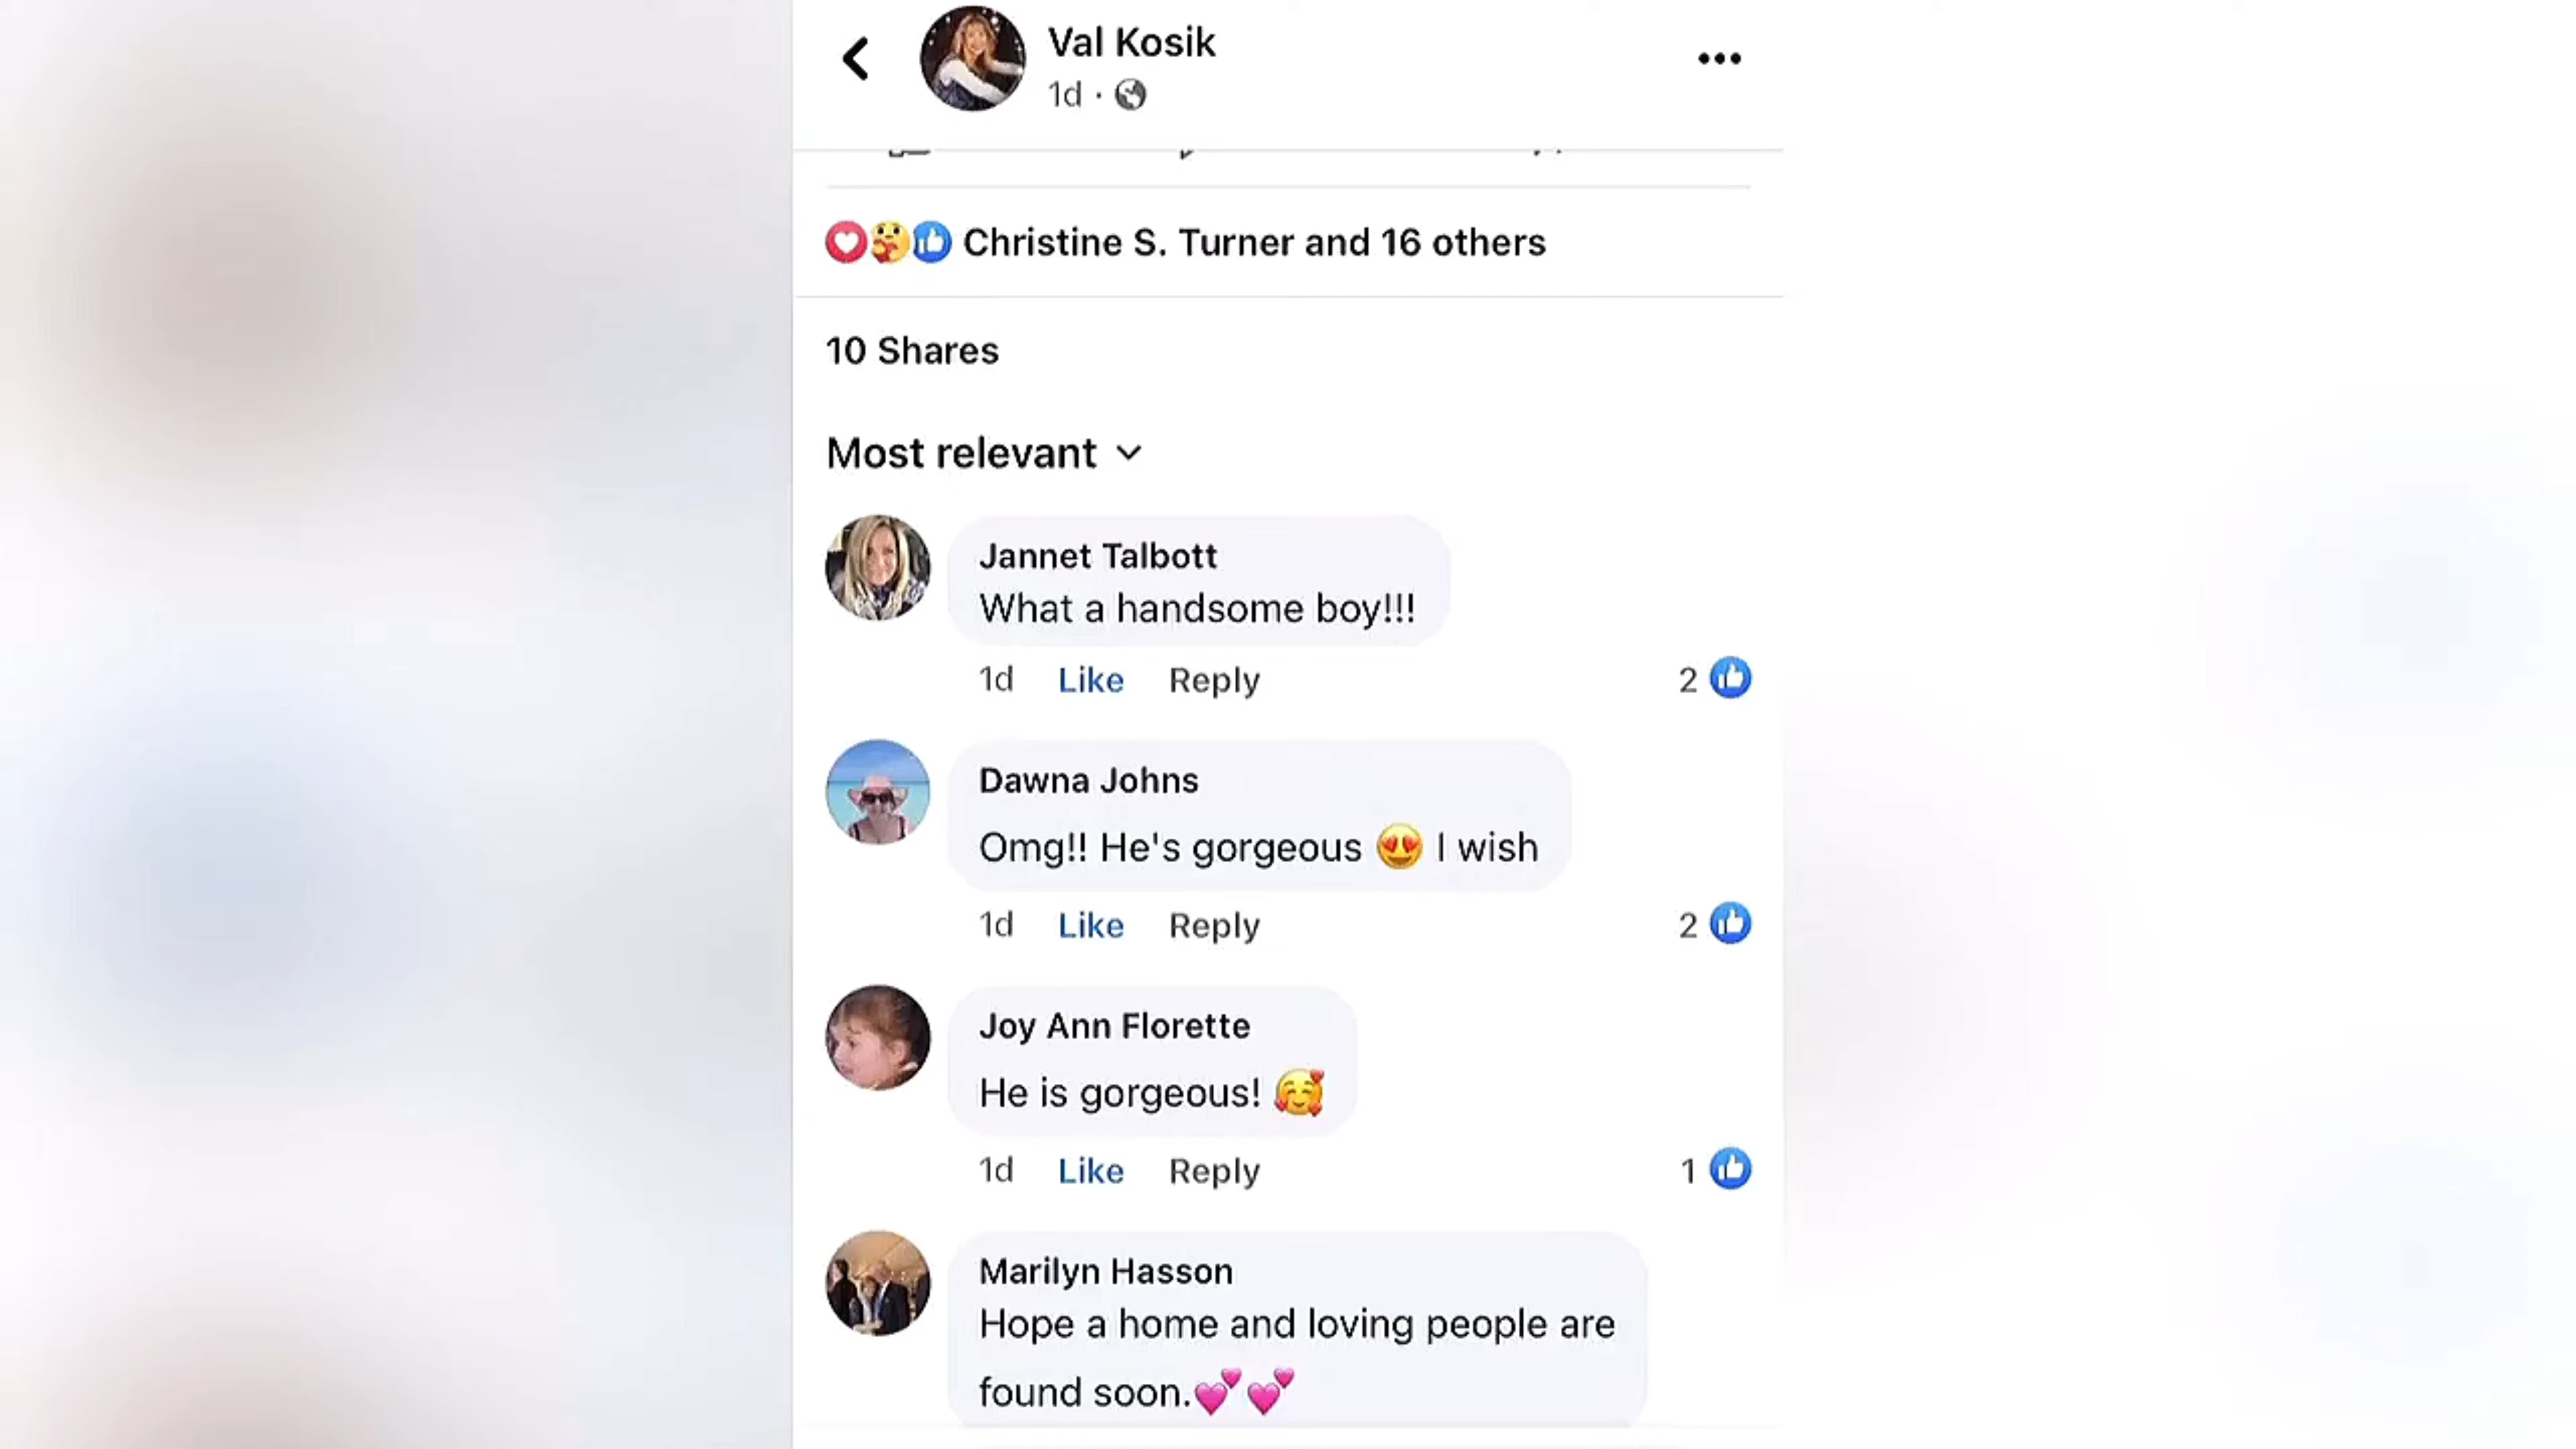 Val Kosik
1d ·
Christine S. Turner and 16 others
10 Shares
Most relevant
Jannet Talbott
What a handsome boy!!!
1d Like Reply 2
Dawna Johns
Omg!! He's gorgeous 😍 I wish
1d Like Reply 2
Joy Ann Florette
He is gorgeous! 🥰
1d Like Reply 1
Marilyn Hasson
Hope a home and loving people are
found soon.💕💕